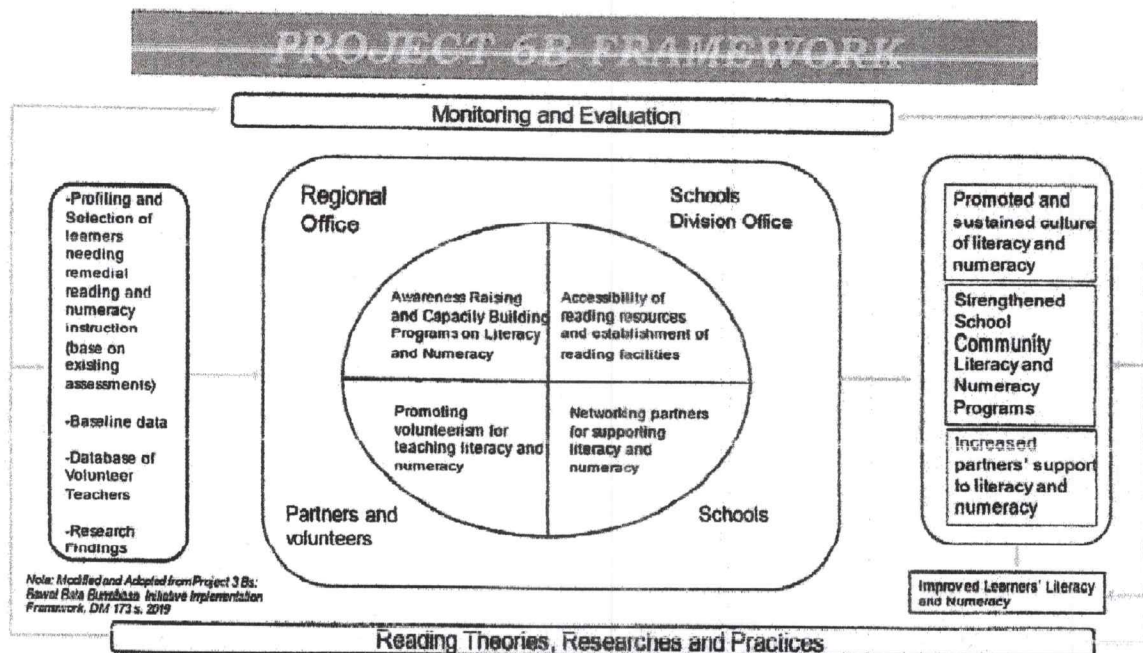 PROJECT 6B FRAMEWORK
Monitoring and Evaluation
-Profiling and
Selection of
learners
needing
remedial
reading and
numeracy
instruction
(base on
existing
assessments)
-Baseline data
-Database of
Volunteer
Teachers
-Research
Findings
Regional
Office
Schools
Division Office
Awareness Raising
and Capacity Building
Programs on Literacy
and Numeracy
Accessibility of
reading resources
and establishment of
reading facilities
Promoting
volunteerism for
teaching literacy and
numeracy
Networking partners
for supporting
literacy and
numeracy
Partners and
volunteers
Schools
Promoted and
sustained culture
of literacy and
numeracy
Strengthened
School
Community
Literacy and
Numeracy
Programs
Increased
partners' support
to literacy and
numeracy
Improved Learners' Literacy
and Numeracy
Note: Modified and Adopted from Project 3 Bs:
Bawat Bata Bumabasa Initiative Implementation
Framework, DM 173 s. 2019
Reading Theories, Researches and Practices